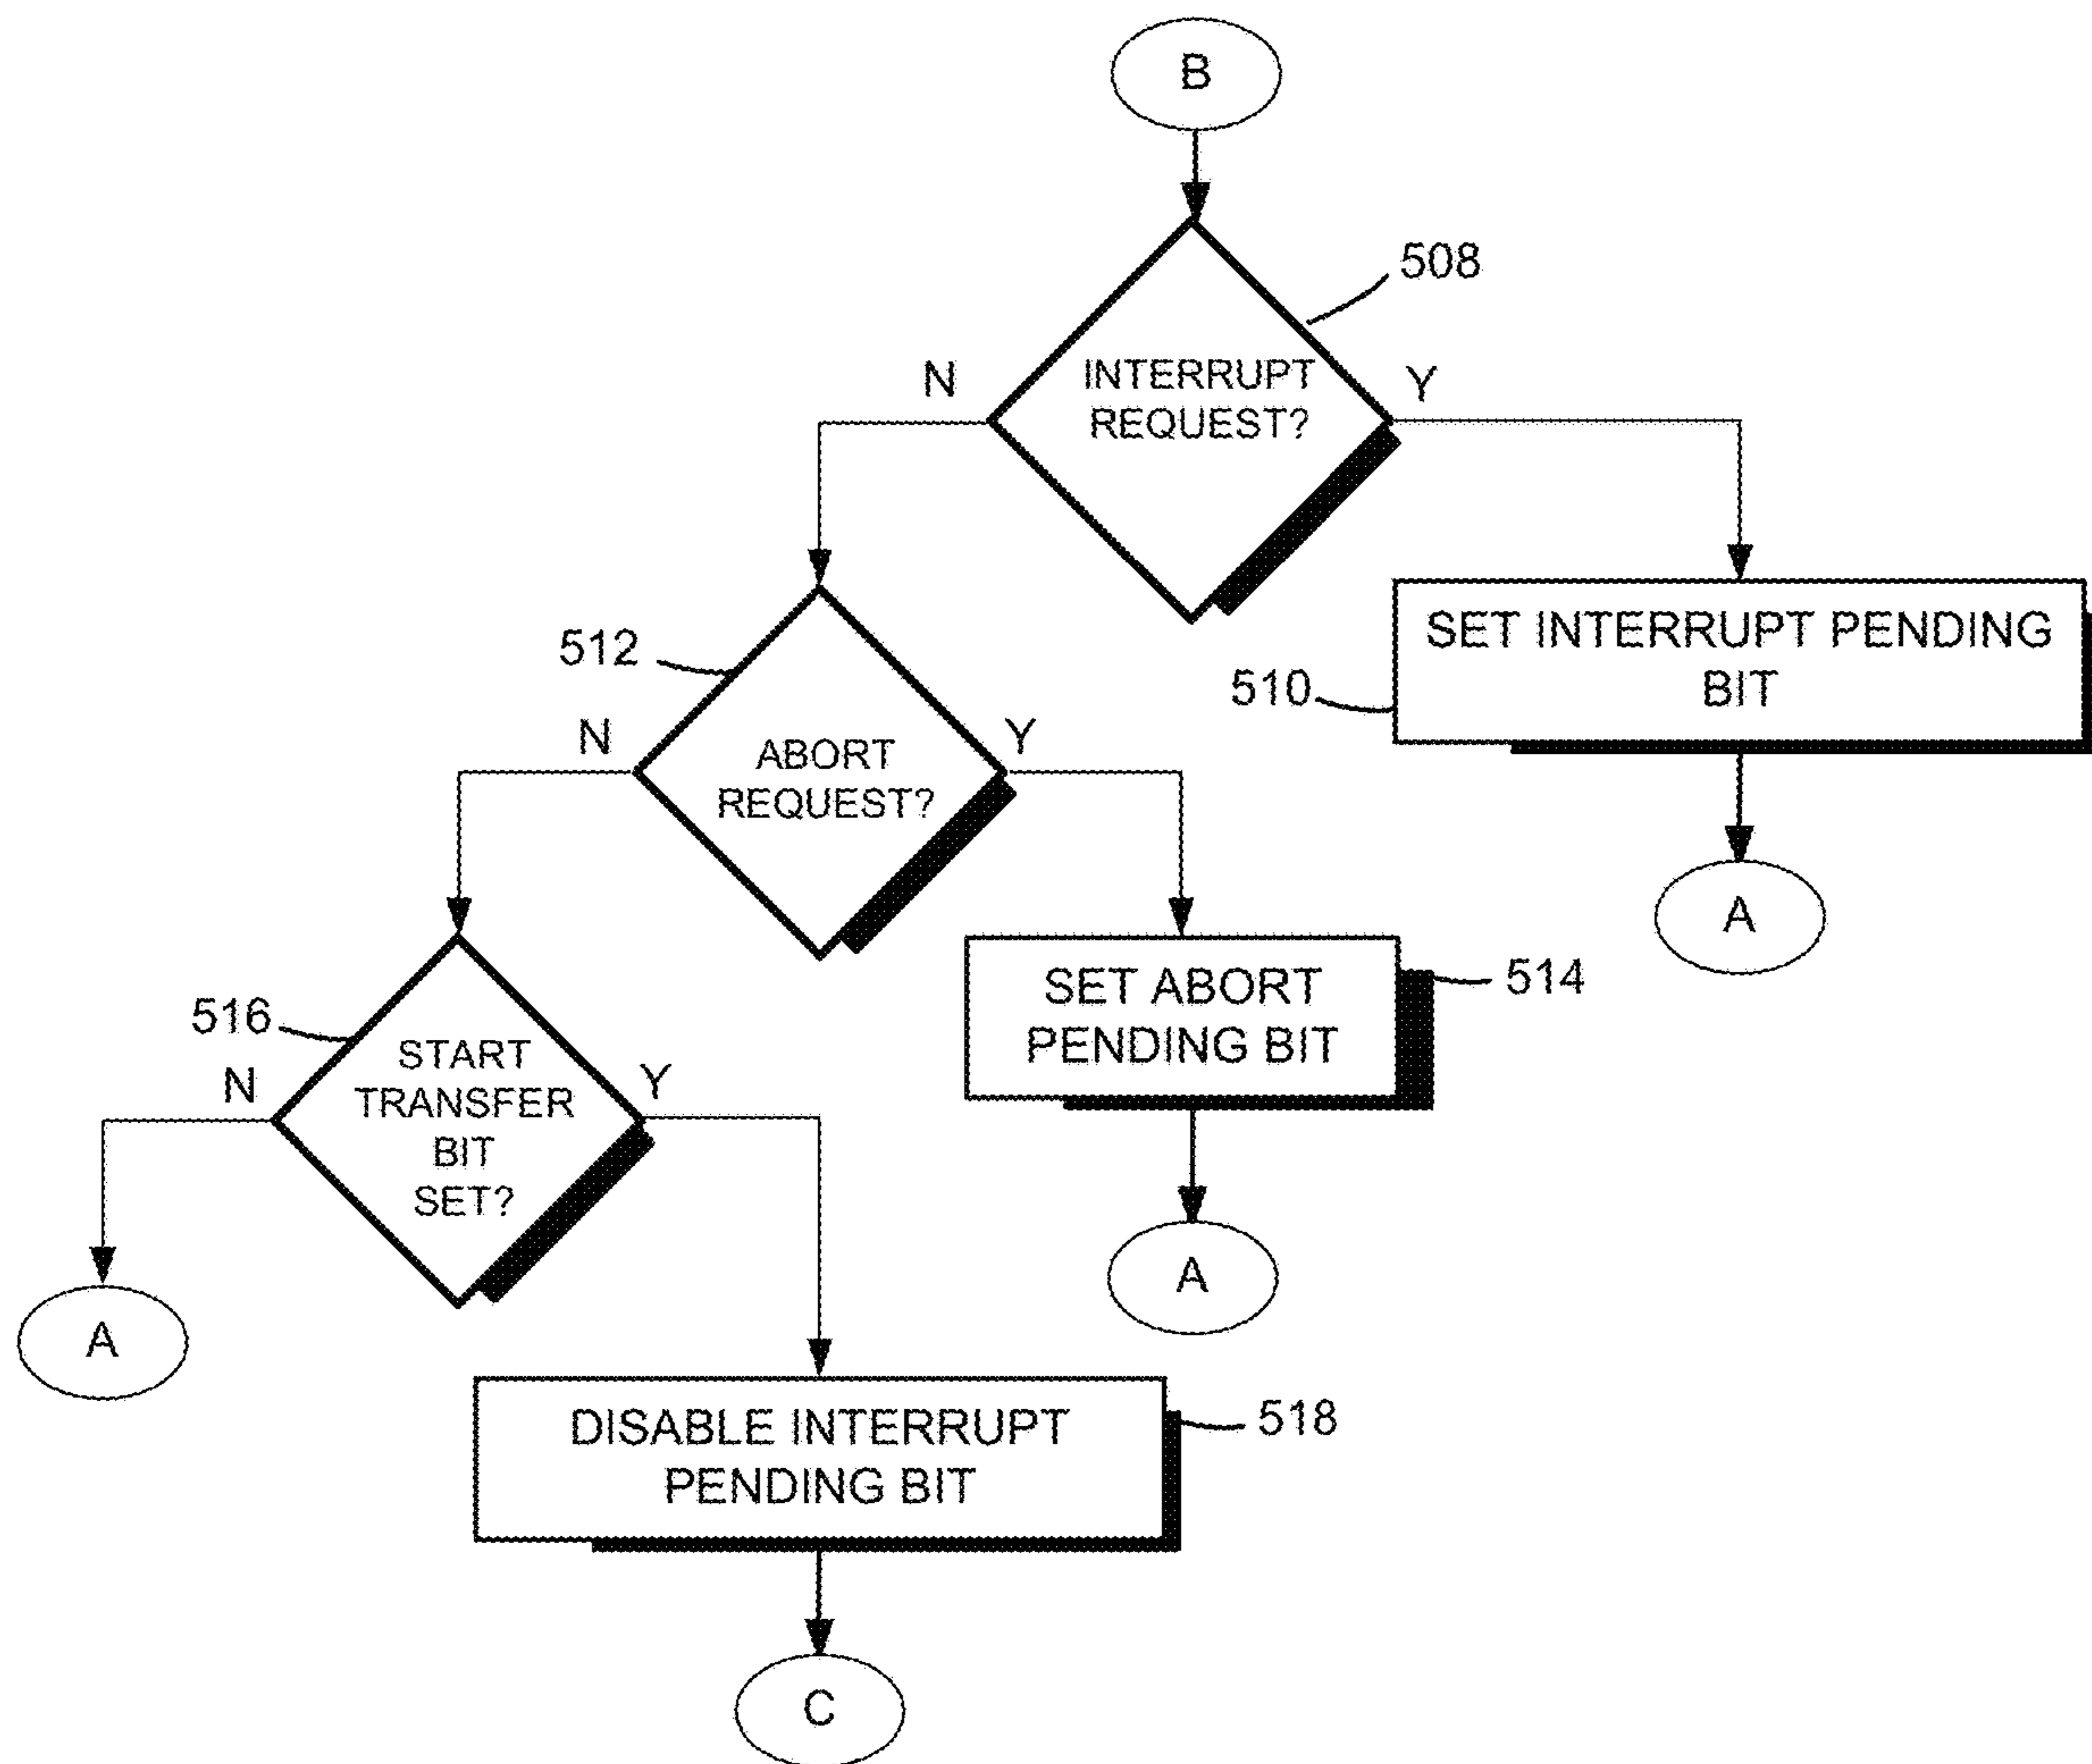 B
508
INTERRUPT
REQUEST?
N
Y
SET INTERRUPT PENDING
BIT
510
512
ABORT
REQUEST?
N
Y
A
SET ABORT
PENDING BIT
514
516
START
TRANSFER
BIT
SET?
N
Y
A
A
DISABLE INTERRUPT
PENDING BIT
518
C